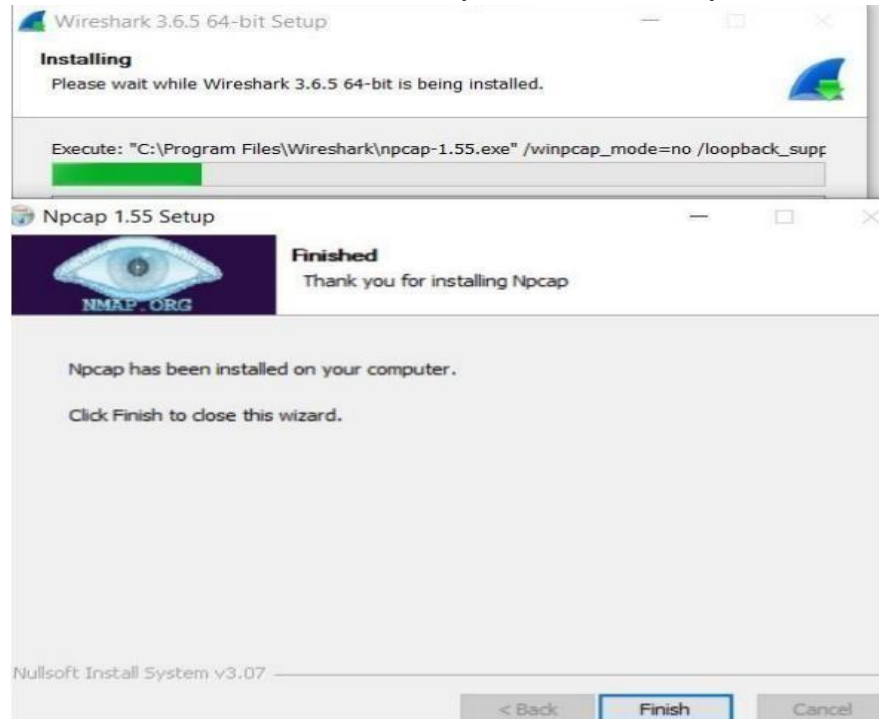 Wireshark 3.6.5 64-bit Setup
Installing
Please wait while Wireshark 3.6.5 64-bit is being installed.
Execute: "C:\Program Files\Wireshark\npcap-1.55.exe" /winpcap_mode=no /loopback_supp
Npcap 1.55 Setup
NMAP.ORG
Finished
Thank you for installing Npcap
Npcap has been installed on your computer.
Click Finish to close this wizard.
Nullsoft Install System v3.07
< Back Finish Cancel